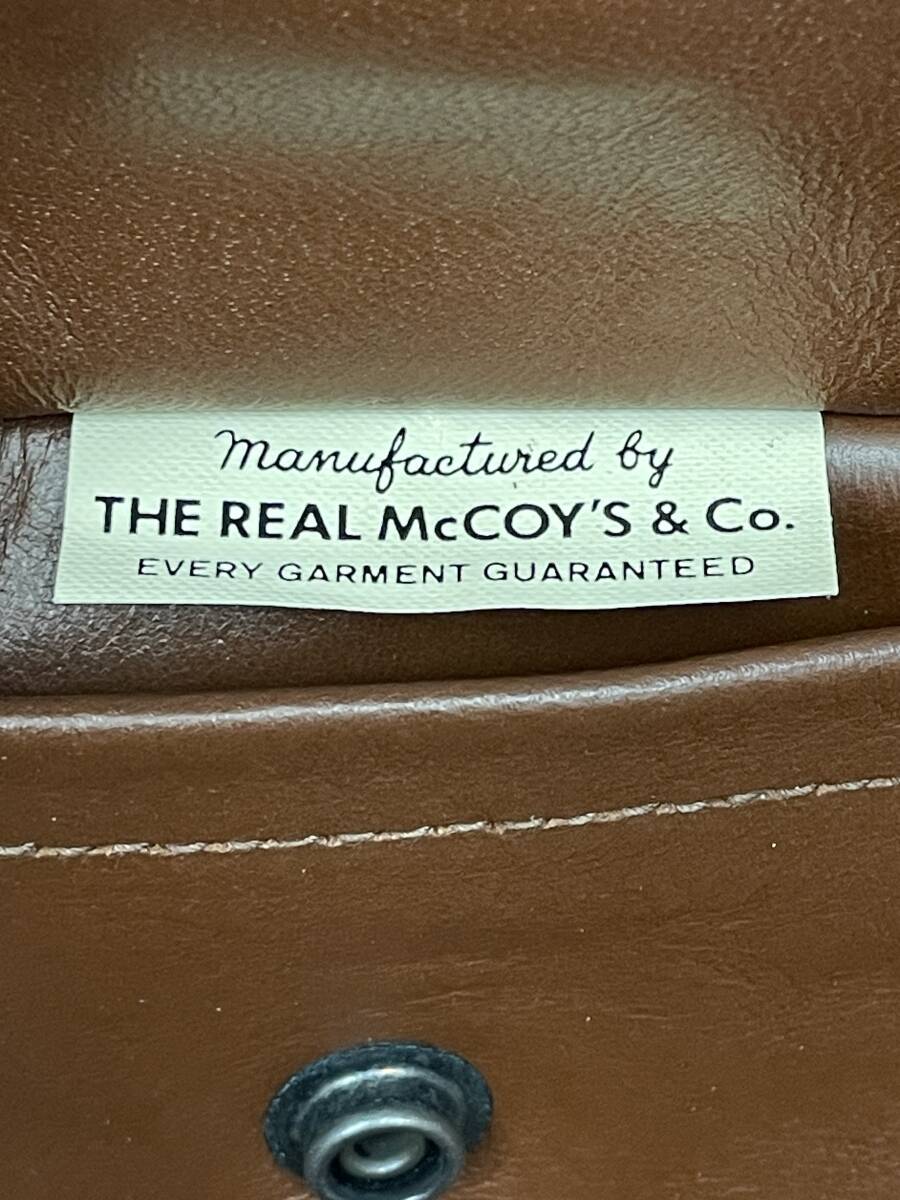 Manufactured by
THE REAL McCOY'S & Co.
EVERY GARMENT GUARANTEED